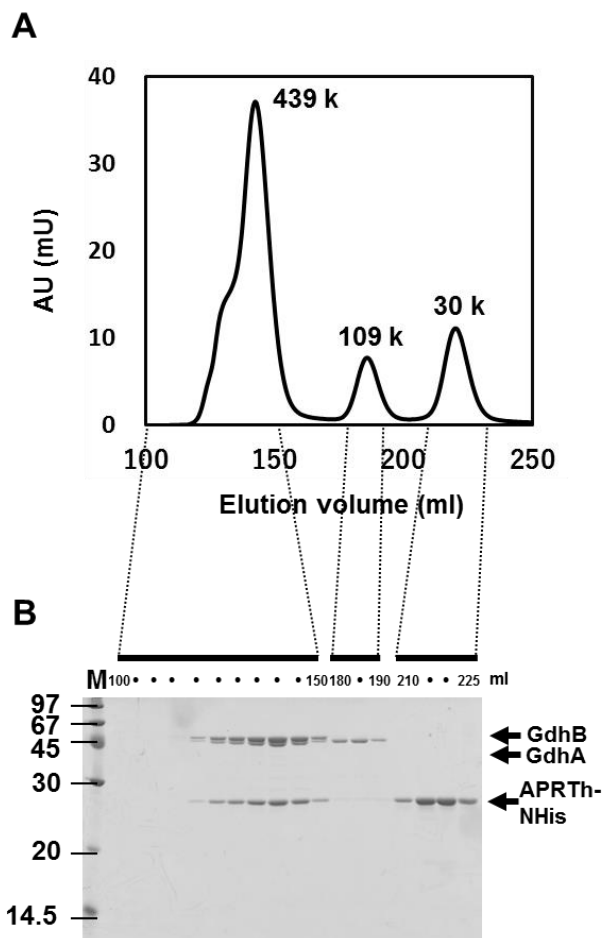 A
40
30
20
10
0
AU (mU)
439 k
109 k
30 k
100 150 200 250
Elution volume (ml)
B
M 100 • • • • • • • • • 150 180 • 190 210 • • 225 ml
97
67
45
30
20
14.5
GdhB
GdhA
APRTh-
NHis